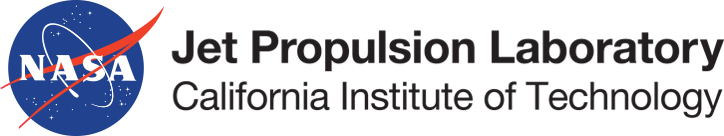 NASA
Jet Propulsion Laboratory
California Institute of Technology